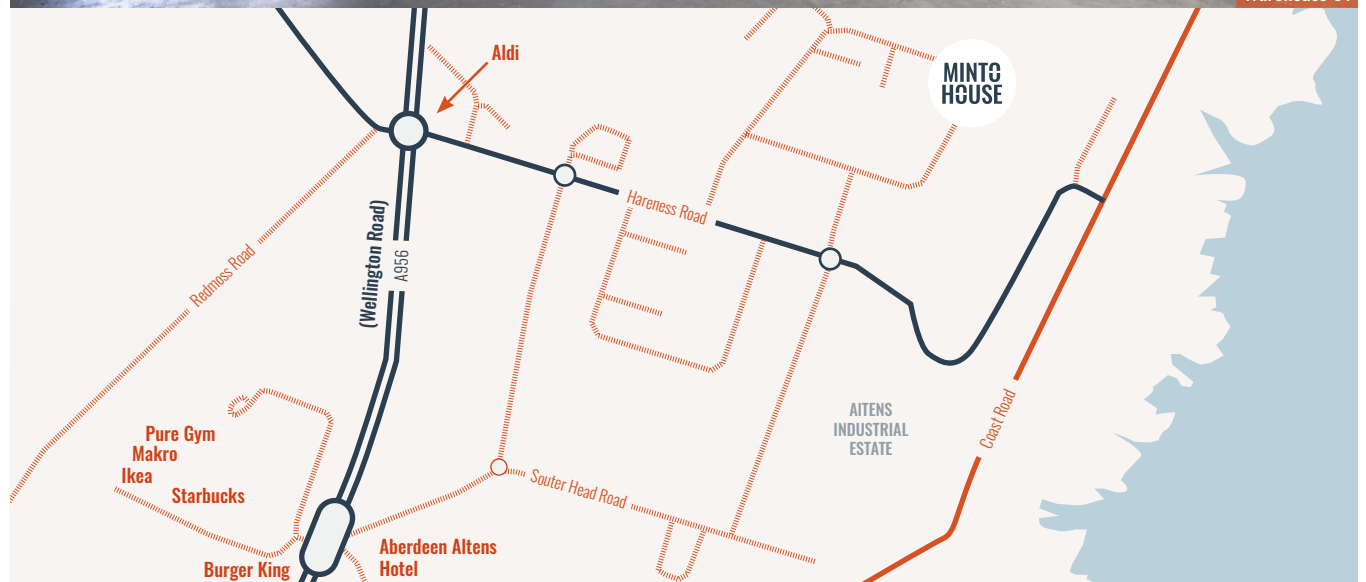 Aldi
MINTO
HOUSE
Hareness Road
(Wellington Road)
A956
Redmoss Road
AITENS
INDUSTRIAL
ESTATE
Coast Road
Pure Gym
Makro
Ikea
Starbucks
Souter Head Road
Aberdeen Altens
Hotel
Burger King